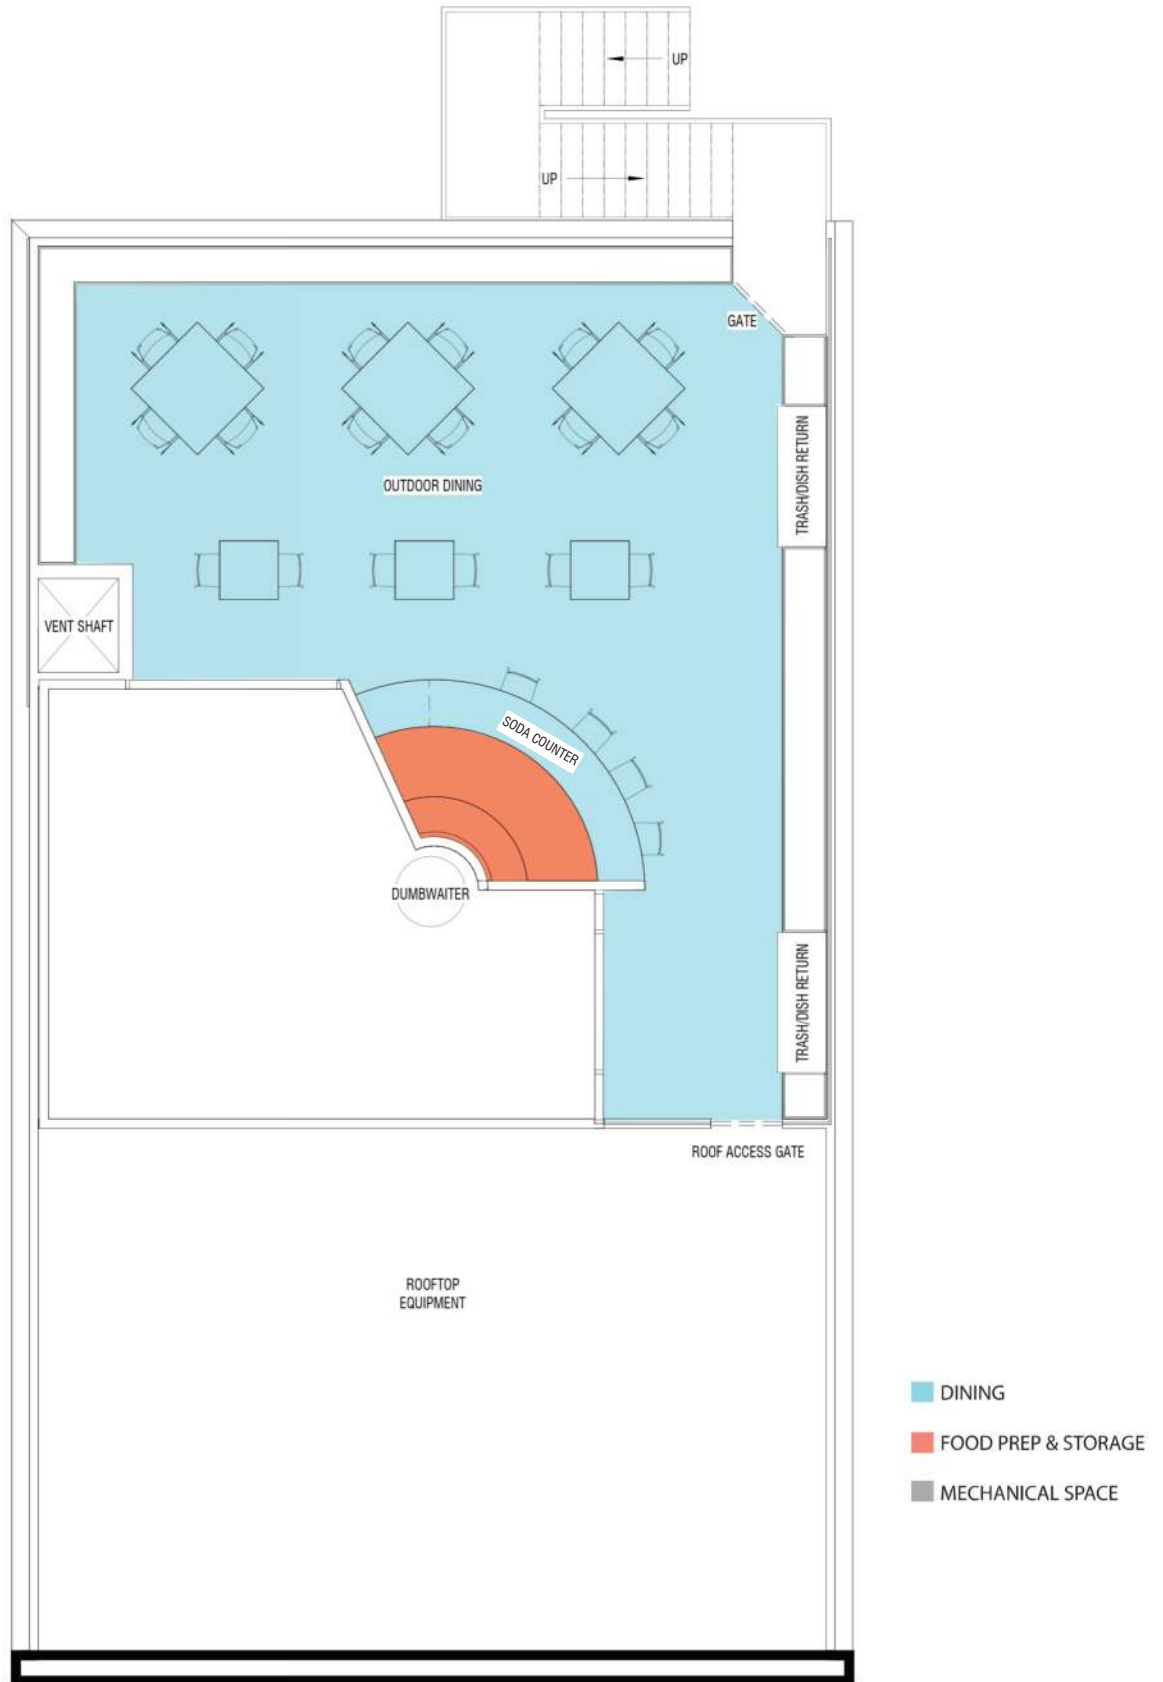 UP
UP
GATE
TRASH/DISH RETURN
OUTDOOR DINING
VENT SHAFT
SODA COUNTER
DUMBWAITER
TRASH/DISH RETURN
ROOF ACCESS GATE
ROOFTOP
EQUIPMENT
DINING
FOOD PREP & STORAGE
MECHANICAL SPACE